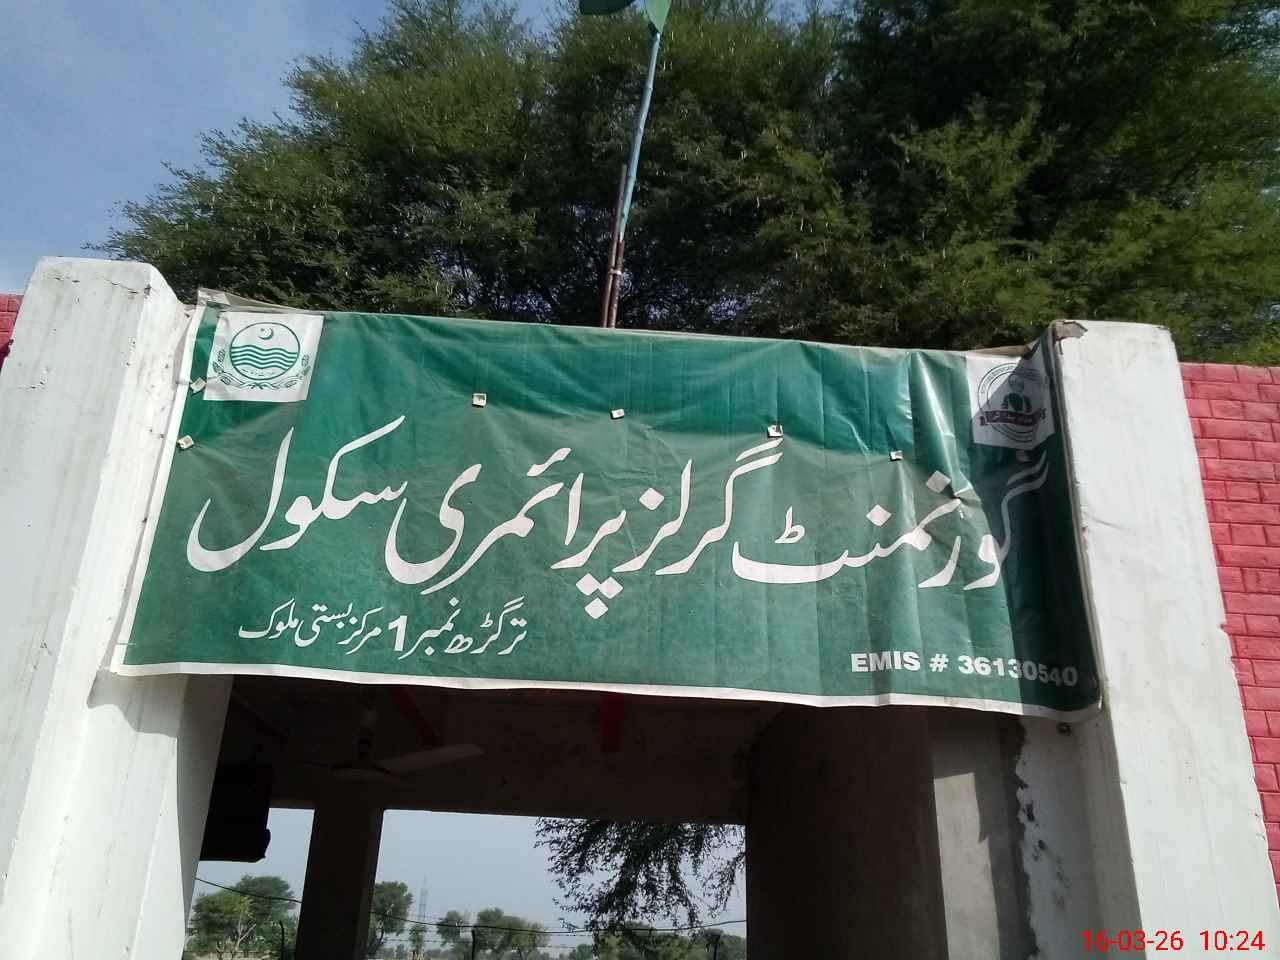 گورنمنٹ گرلز پرائمری سکول
ترگڑھ نمبر 1 مرکز بستی ملوک
EMIS # 36130540
16-03-26 10:24